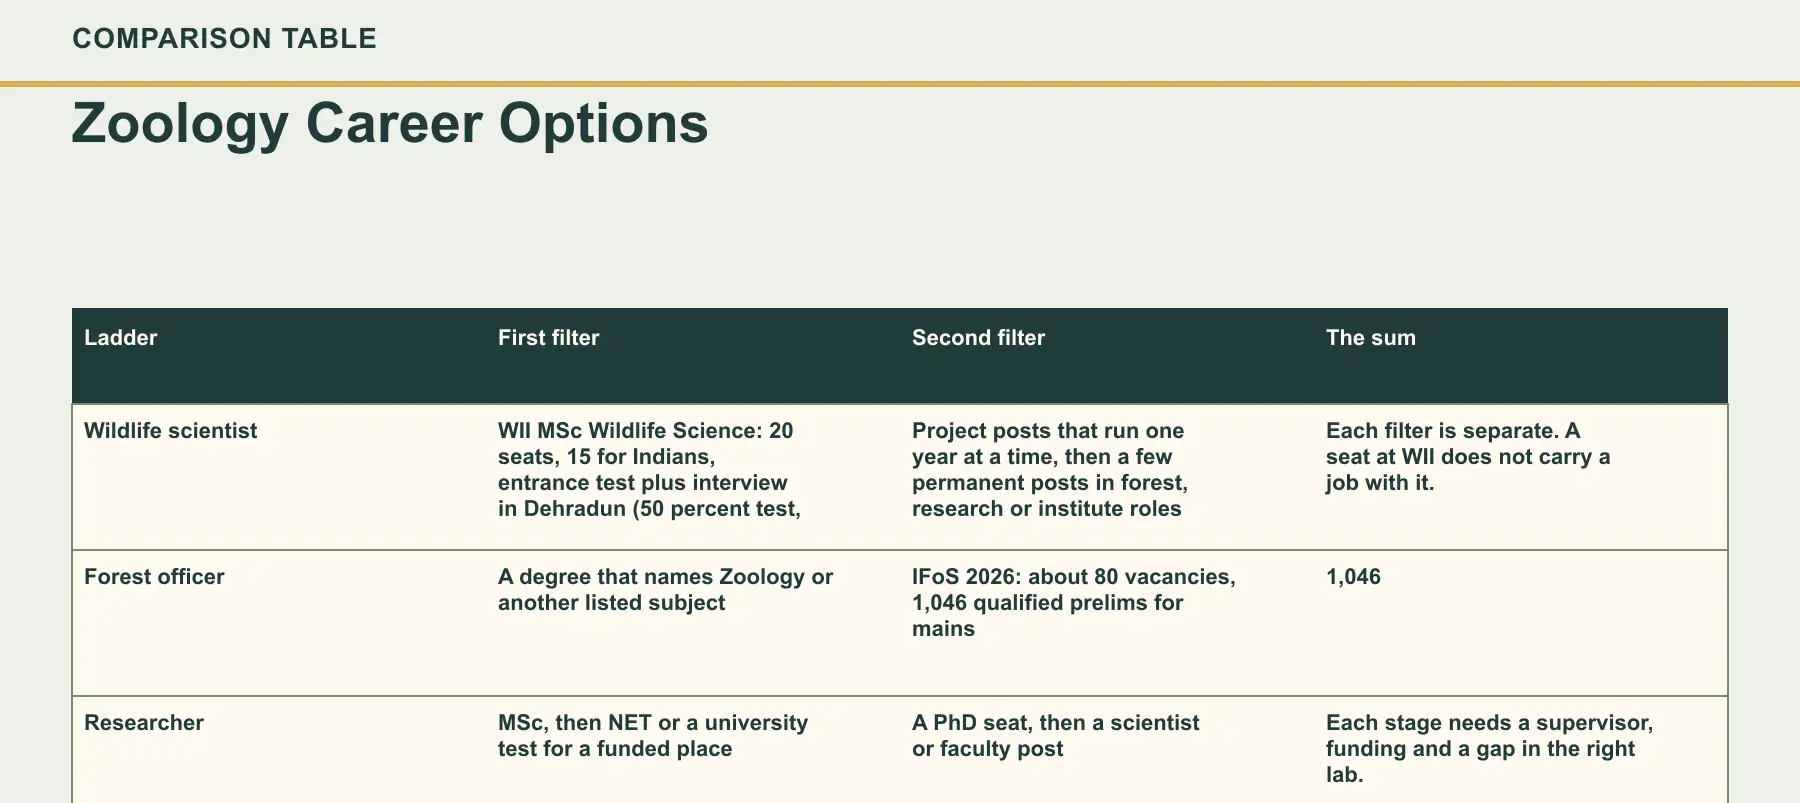 COMPARISON TABLE
Zoology Career Options
Ladder
First filter
Second filter
The sum
Wildlife scientist
WII MSc Wildlife Science: 20
seats, 15 for Indians,
entrance test plus interview
in Dehradun (50 percent test,
Project posts that run one
year at a time, then a few
permanent posts in forest,
research or institute roles
Each filter is separate. A
seat at WII does not carry a
job with it.
Forest officer
A degree that names Zoology or
another listed subject
IFoS 2026: about 80 vacancies,
1,046 qualified prelims for
mains
1,046
Researcher
MSc, then NET or a university
test for a funded place
A PhD seat, then a scientist
or faculty post
Each stage needs a supervisor,
funding and a gap in the right
lab.